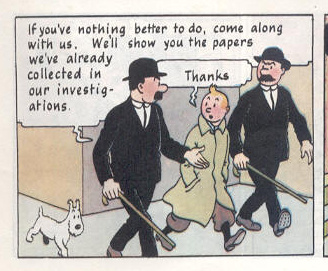 If you've nothing better to do, come along
with us. We'll show you the papers
we've already
collected in
our investig-
ations.
Thanks